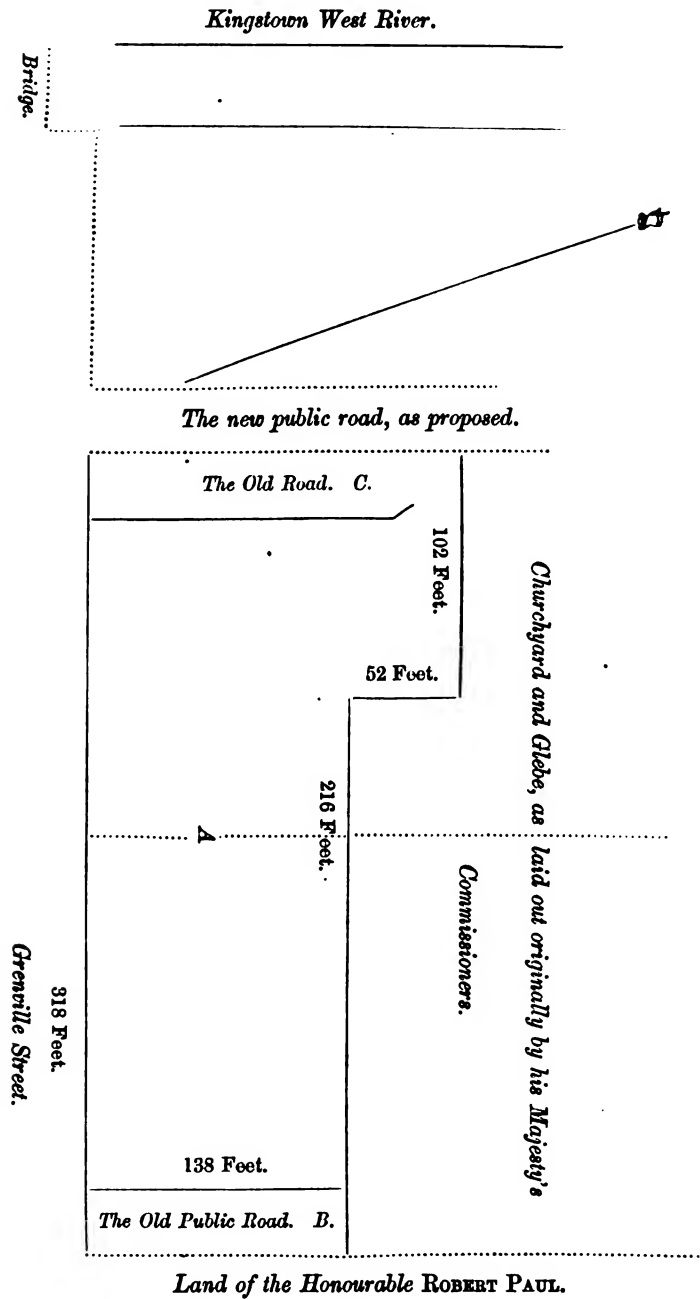 Kingstown West River.
Bridge.
The new public road, as proposed.
The Old Road. C.
102 Feet.
52 Feet.
216 Feet.
A
Churchyard and Glebe, as laid out originally by his Majesty's
Commissioners.
318 Feet.
Grenville Street.
138 Feet.
The Old Public Road. B.
Land of the Honourable ROBERT PAUL.